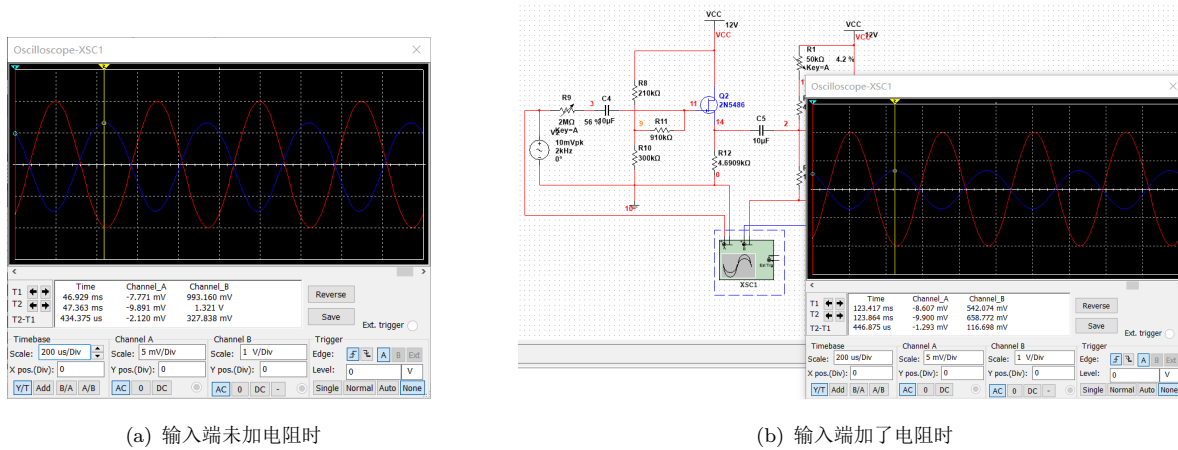 Oscilloscope-XSC1
T1
T2
T2-T1
Time Channel_A Channel_B
46.929 ms -7.771 mV 993.160 mV
47.363 ms -9.891 mV 1.321 V
434.375 us -2.120 mV 327.838 mV
Reverse
Save
Ext. trigger
Timebase
Scale: 200 us/Div
X pos.(Div): 0
Y/T Add B/A A/B
Channel A
Scale: 5 mV/Div
Y pos.(Div): 0
AC 0 DC
Channel B
Scale: 1 V/Div
Y pos.(Div): 0
AC 0 DC -
Trigger
Edge: A B Ext
Level: 0 V
Single Normal Auto None
(a) 输入端未加电阻时
VCC
12V
VCC
VCC
12V
VCC
R1
50kΩ 4.2 %
Key=A
R8
210kΩ
R9
2MΩ
Key=A
56 %
3
C4
10μF
11
Q2
2N5486
14
9
R11
910kΩ
C5
10μF
2
10mVpk
2kHz
0°
R10
300kΩ
R12
4.6909kΩ
0
10
XSC1
Ext Trig
Oscilloscope-XSC1
T1
T2
T2-T1
Time Channel_A Channel_B
123.417 ms -8.607 mV 542.074 mV
123.864 ms -9.900 mV 658.772 mV
446.875 us -1.293 mV 116.698 mV
Reverse
Save
Ext. trigger
Timebase
Scale: 200 us/Div
X pos.(Div): 0
Y/T Add B/A A/B
Channel A
Scale: 5 mV/Div
Y pos.(Div): 0
AC 0 DC
Channel B
Scale: 1 V/Div
Y pos.(Div): 0
AC 0 DC -
Trigger
Edge: A B Ext
Level: 0 V
Single Normal Auto None
(b) 输入端加了电阻时